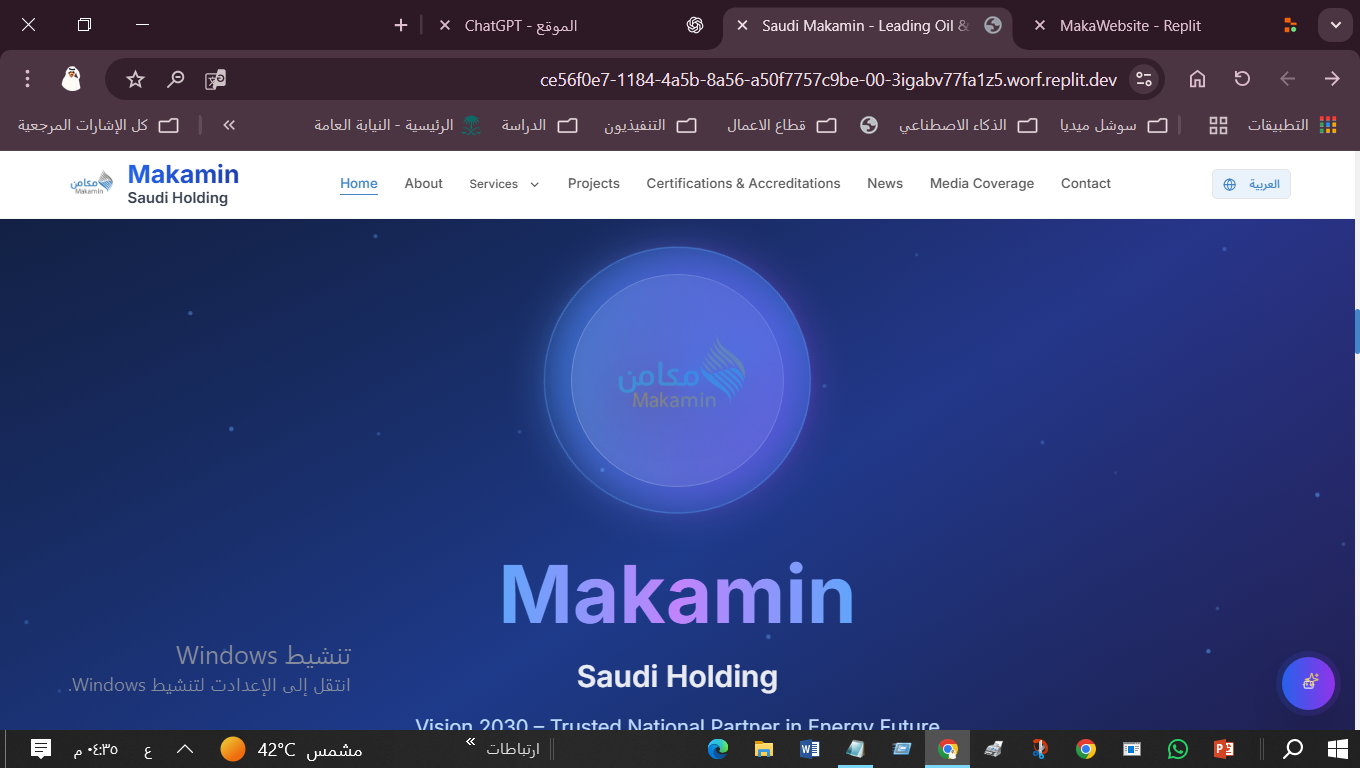 ChatGPT - الموقع
Saudi Makamin - Leading Oil &
MakaWebsite - Replit
ce56f0e7-1184-4a5b-8a56-a50f7757c9be-00-3igabv77fa1z5.worf.replit.dev
التطبيقات
سوشل ميديا
الذكاء الاصطناعي
قطاع الاعمال
التنفيذيون
الدراسة
الرئيسية - النيابة العامة
»
كل الإشارات المرجعية
مكامن
Makamin
Makamin
Saudi Holding
Home
About
Services
Projects
Certifications & Accreditations
News
Media Coverage
Contact
العربية
مكامن
Makamin
Makamin
Saudi Holding
Vision 2030 – Trusted National Partner in Energy Future
تنشيط Windows
انتقل إلى الإعدادت لتنشيط Windows.
ارتباطات
»
مشمس 42°C
ع
٠٤:٣٥ م